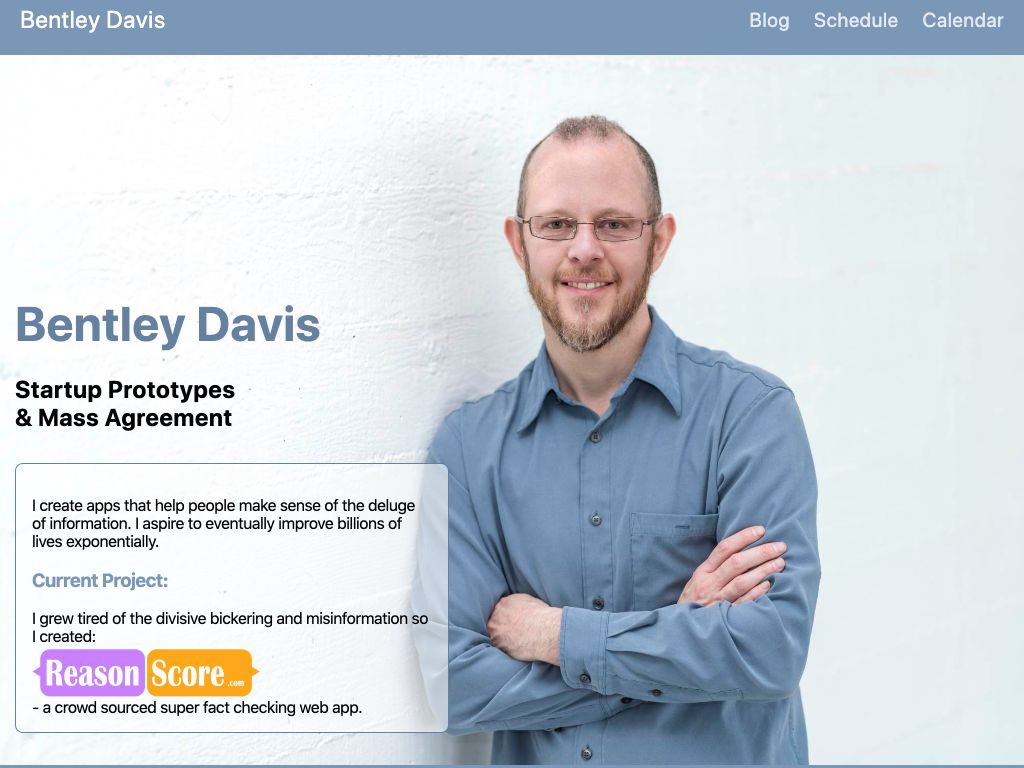 Bentley Davis
Blog Schedule Calendar
Bentley Davis
Startup Prototypes
& Mass Agreement
I create apps that help people make sense of the deluge
of information. I aspire to eventually improve billions of
lives exponentially.
Current Project:
I grew tired of the divisive bickering and misinformation so
I created:
Reason Score .com
- a crowd sourced super fact checking web app.